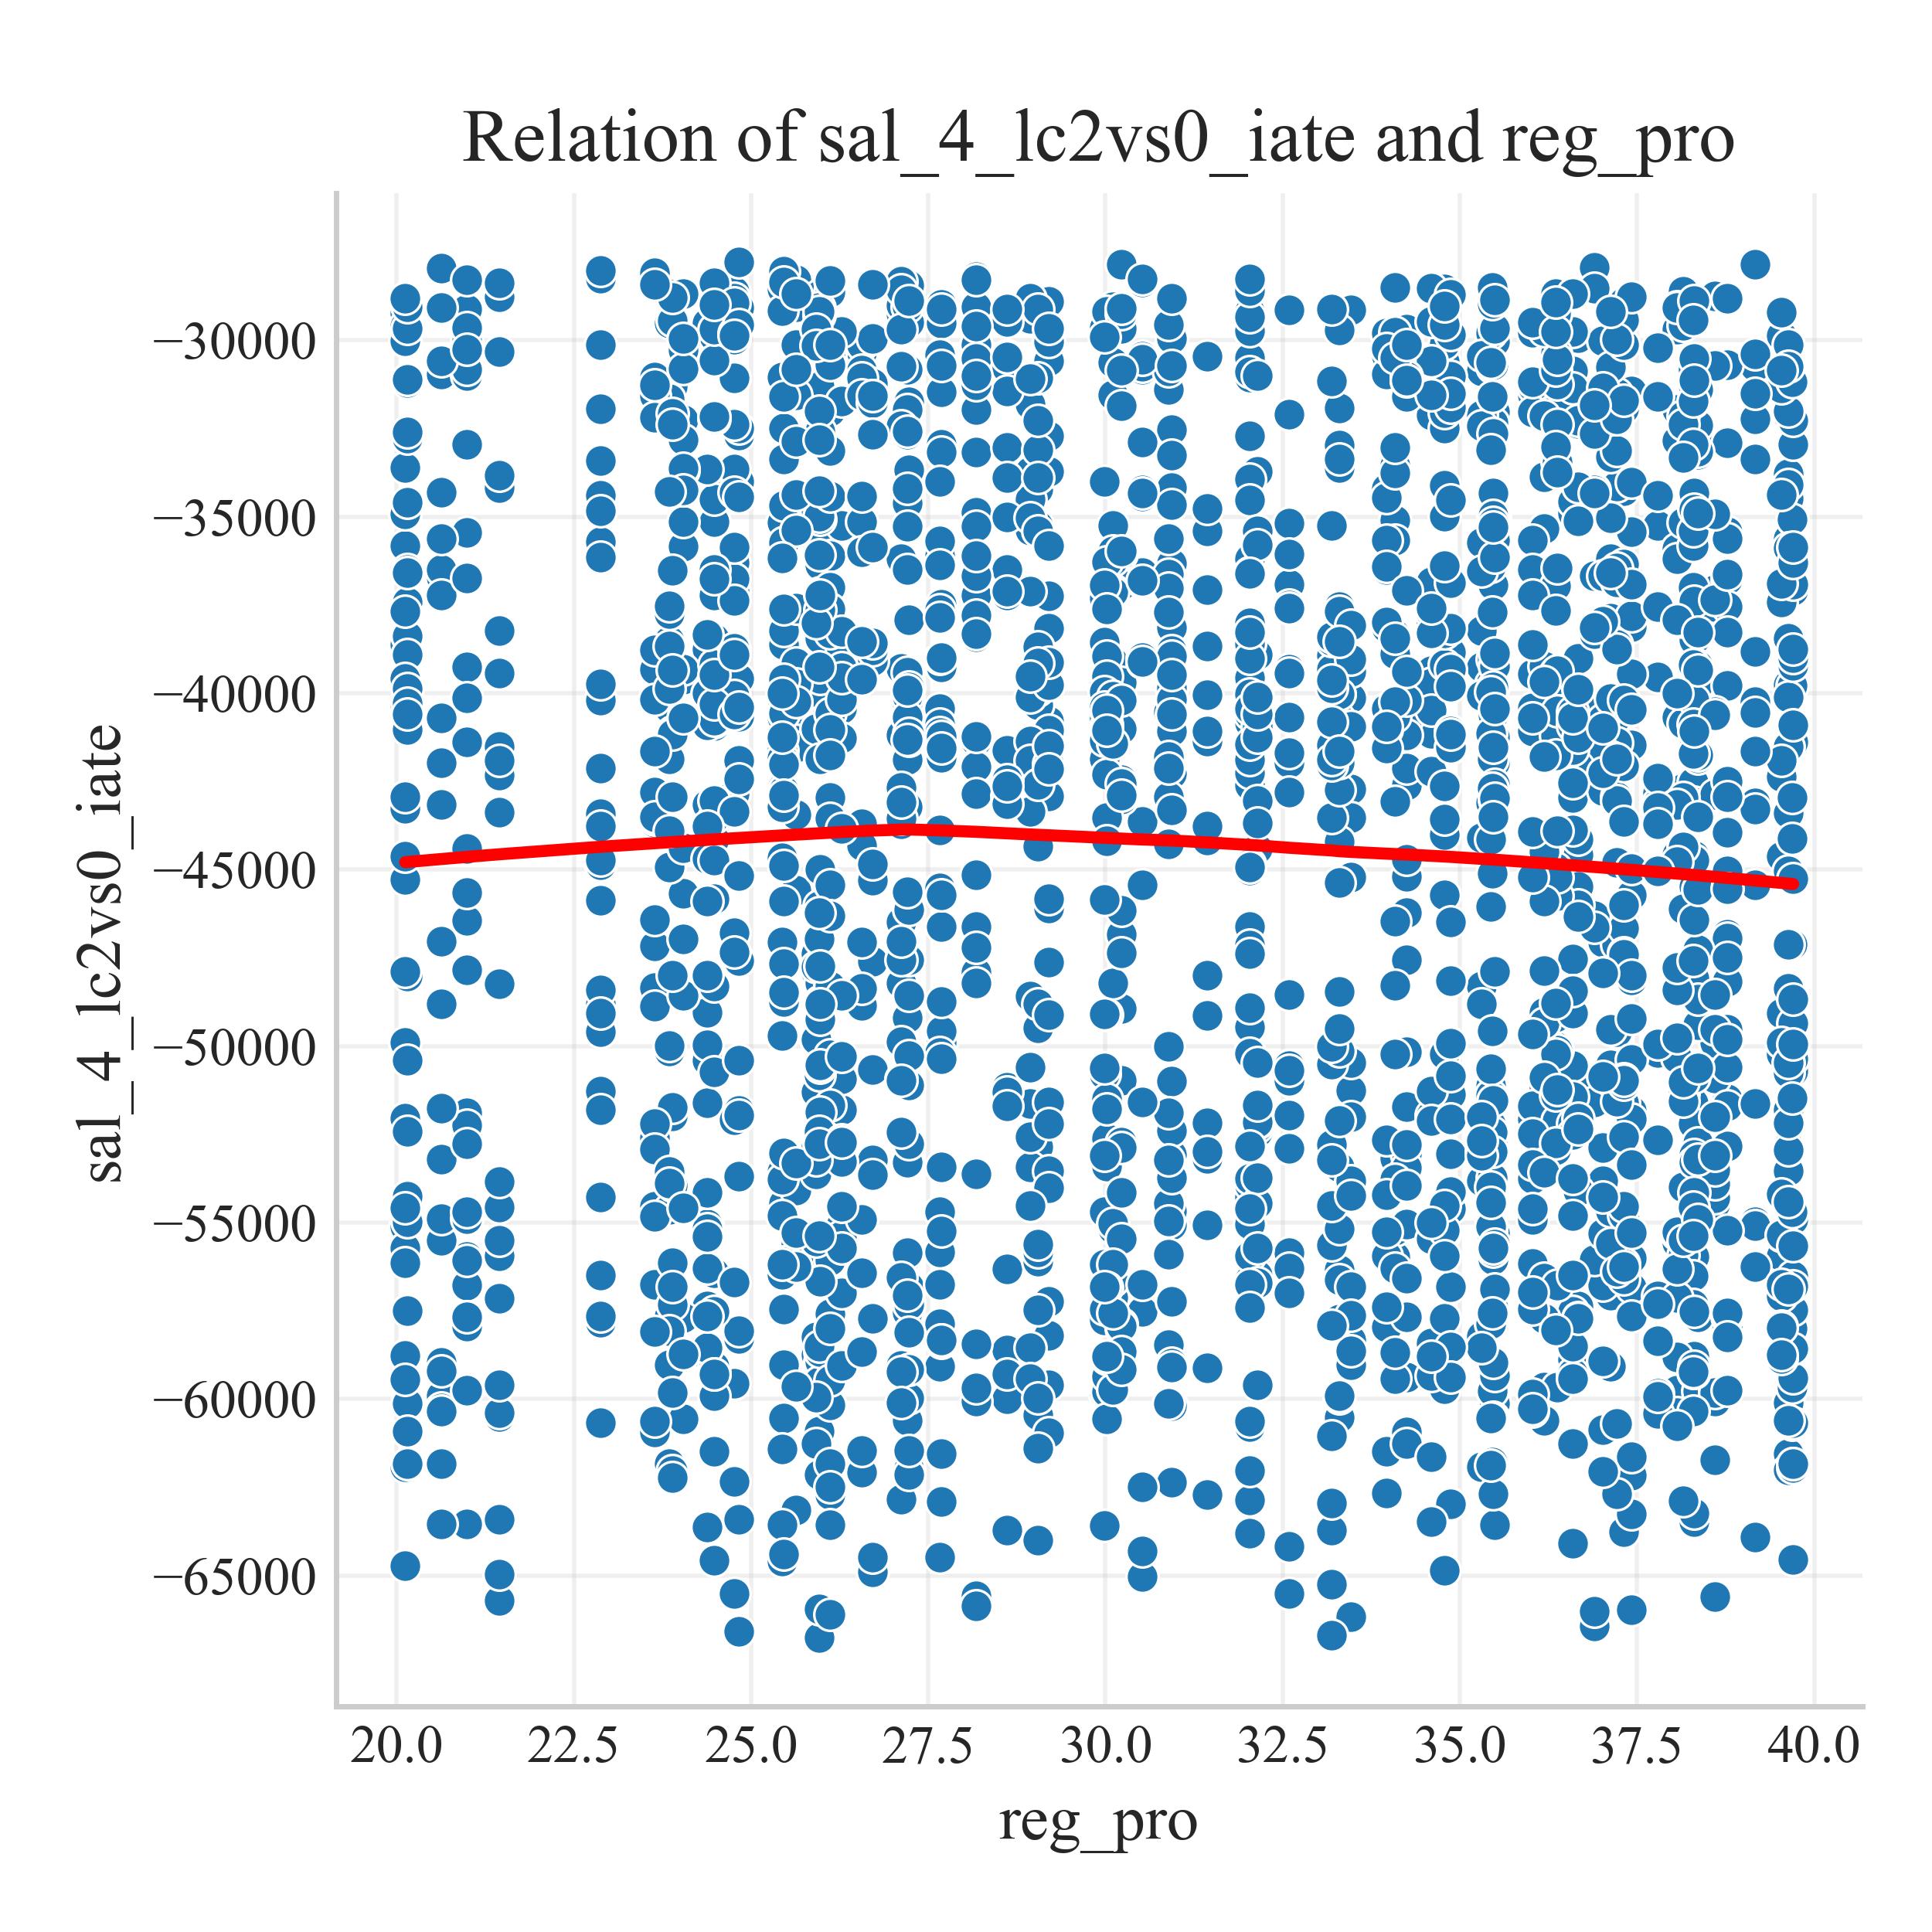 Relation of sal_4_lc2vs0_iate and reg_pro
sal_4_lc2vs0_iate
−30000
−35000
−40000
−45000
−50000
−55000
−60000
−65000
20.0 22.5 25.0 27.5 30.0 32.5 35.0 37.5 40.0
reg_pro